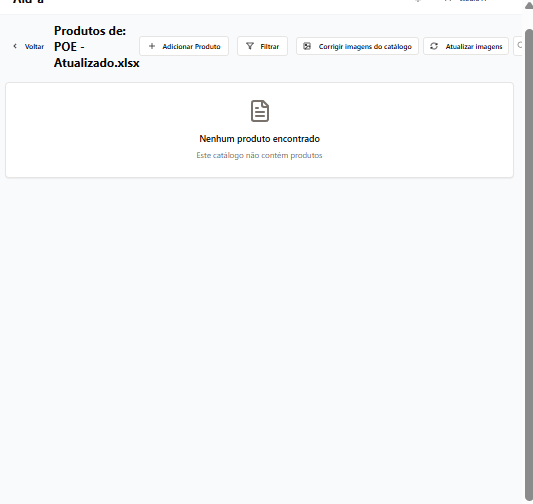 Voltar
Produtos de:
POE -
Atualizado.xlsx
Adicionar Produto
Filtrar
Corrigir imagens do catálogo
Atualizar imagens
Nenhum produto encontrado
Este catálogo não contém produtos